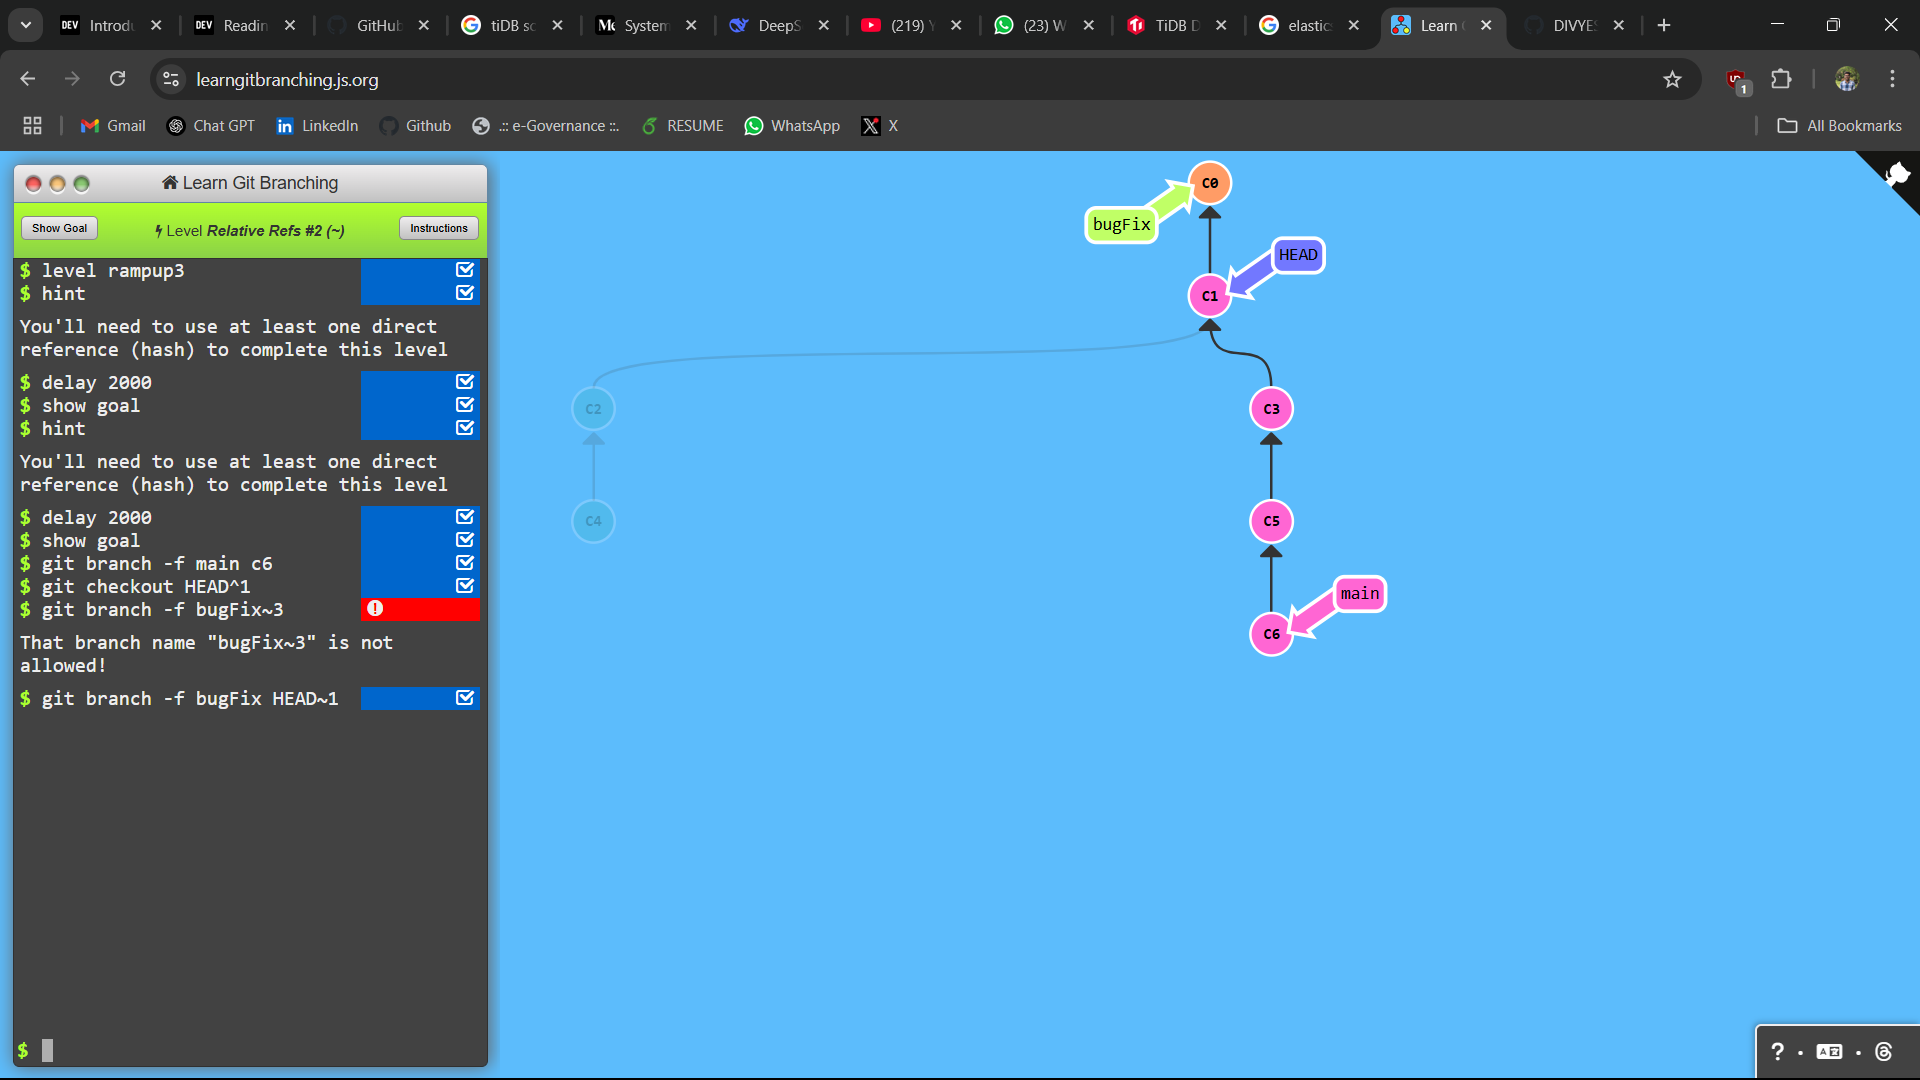 DEV Introdu
DEV Readin
GitHub
tiDB sc
System
DeepS
(219) Y
(23) W
TiDB D
elastic
Learn
DIVYES
learngitbranching.js.org
1
Gmail
Chat GPT
LinkedIn
Github
.:: e-Governance ::.
RESUME
WhatsApp
X
All Bookmarks
Learn Git Branching
Show Goal
Level Relative Refs #2 (~)
Instructions
$ level rampup3
$ hint
You'll need to use at least one direct
reference (hash) to complete this level
$ delay 2000
$ show goal
$ hint
You'll need to use at least one direct
reference (hash) to complete this level
$ delay 2000
$ show goal
$ git branch -f main c6
$ git checkout HEAD^1
$ git branch -f bugFix~3
That branch name "bugFix~3" is not
allowed!
$ git branch -f bugFix HEAD~1
$
C0
bugFix
HEAD
C1
C2
C3
C4
C5
main
C6
?